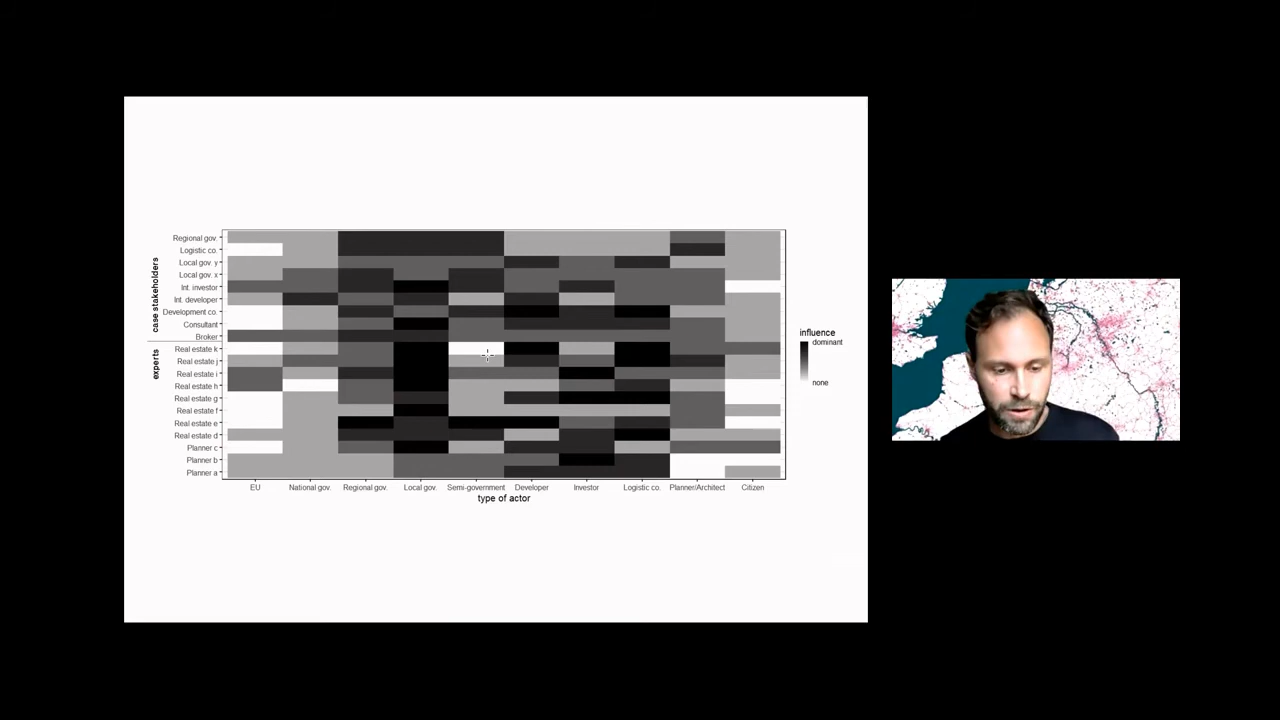 case stakeholders
experts
Regional gov.
Logistic co.
Local gov. y
Local gov. x
Int. investor
Int. developer
Development co.
Consultant
Broker
Real estate k
Real estate j
Real estate i
Real estate h
Real estate g
Real estate f
Real estate e
Real estate d
Planner c
Planner b
Planner a
EU National gov. Regional gov. Local gov. Semi-government Developer Investor Logistic co. Planner/Architect Citizen
type of actor
influence
dominant
none